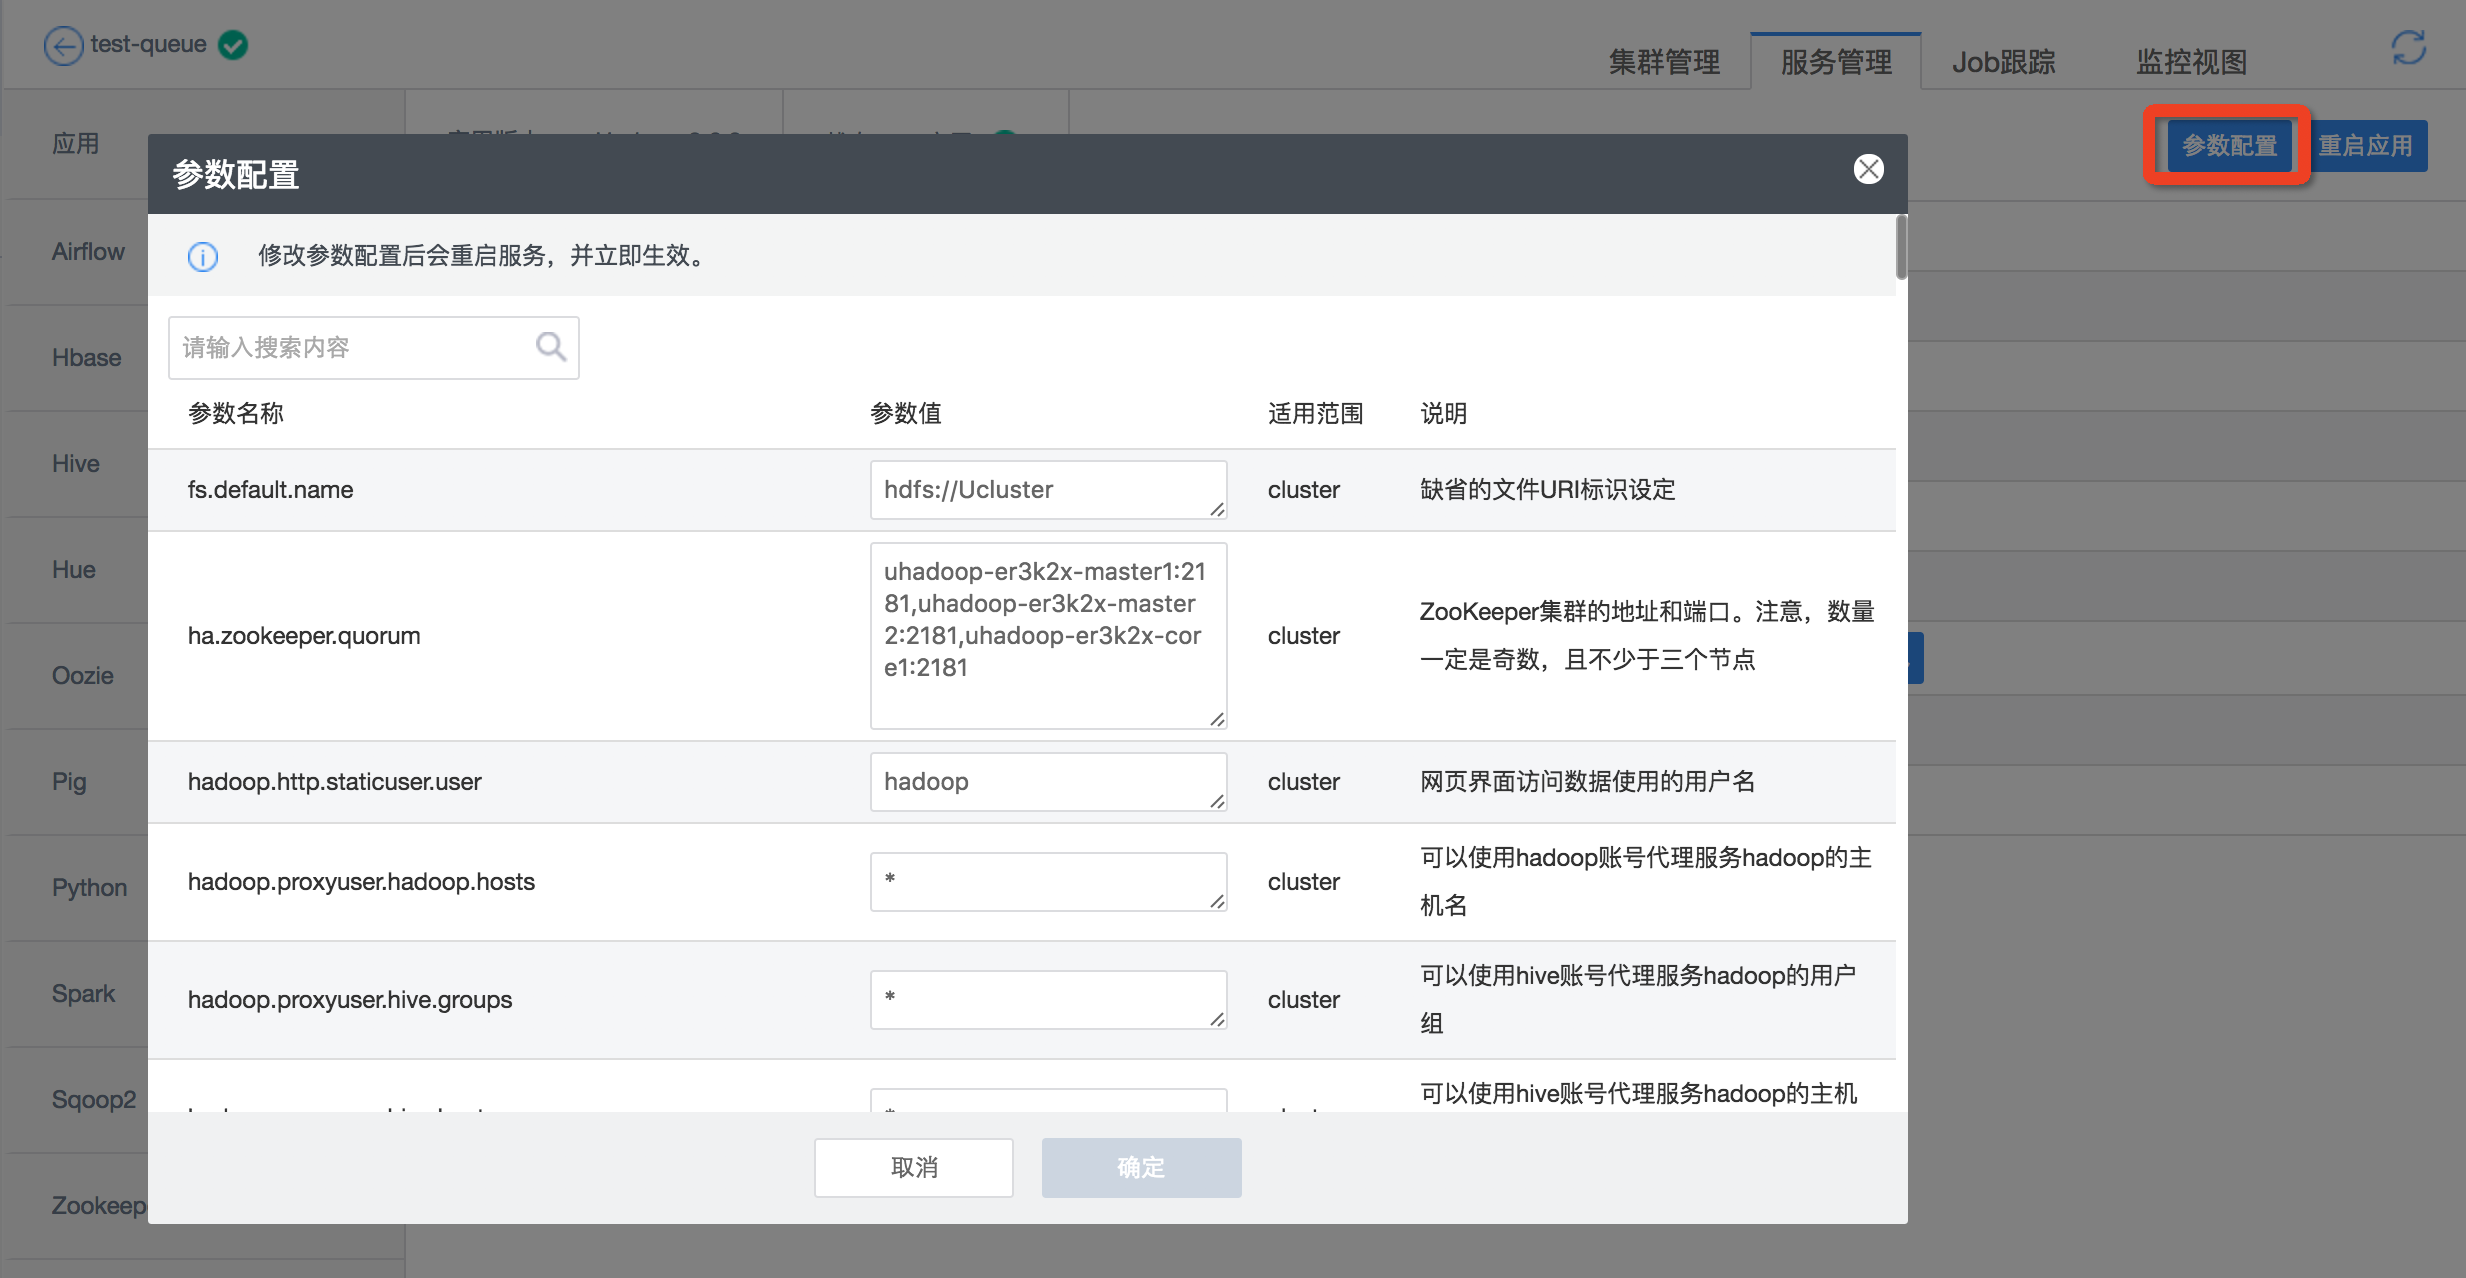 test-queue
集群管理
服务管理
Job跟踪
监控视图
应用
参数配置
重启应用
Airflow
Hbase
Hive
Hue
Oozie
Pig
Python
Spark
Sqoop2
参数配置
修改参数配置后会重启服务，并立即生效。
请输入搜索内容
参数名称 参数值 适用范围 说明
fs.default.name
hdfs://Ucluster
cluster
缺省的文件URI标识设定
ha.zookeeper.quorum
uhadoop-er3k2x-master1:21
81,uhadoop-er3k2x-master
2:2181,uhadoop-er3k2x-cor
e1:2181
cluster
ZooKeeper集群的地址和端口。注意，数量
一定是奇数，且不少于三个节点
hadoop.http.staticuser.user
hadoop
cluster
网页界面访问数据使用的用户名
hadoop.proxyuser.hadoop.hosts
*
cluster
可以使用hadoop账号代理服务hadoop的主
机名
hadoop.proxyuser.hive.groups
*
cluster
可以使用hive账号代理服务hadoop的用户
组
可以使用hive账号代理服务hadoop的主机
取消
确定
Zookeep